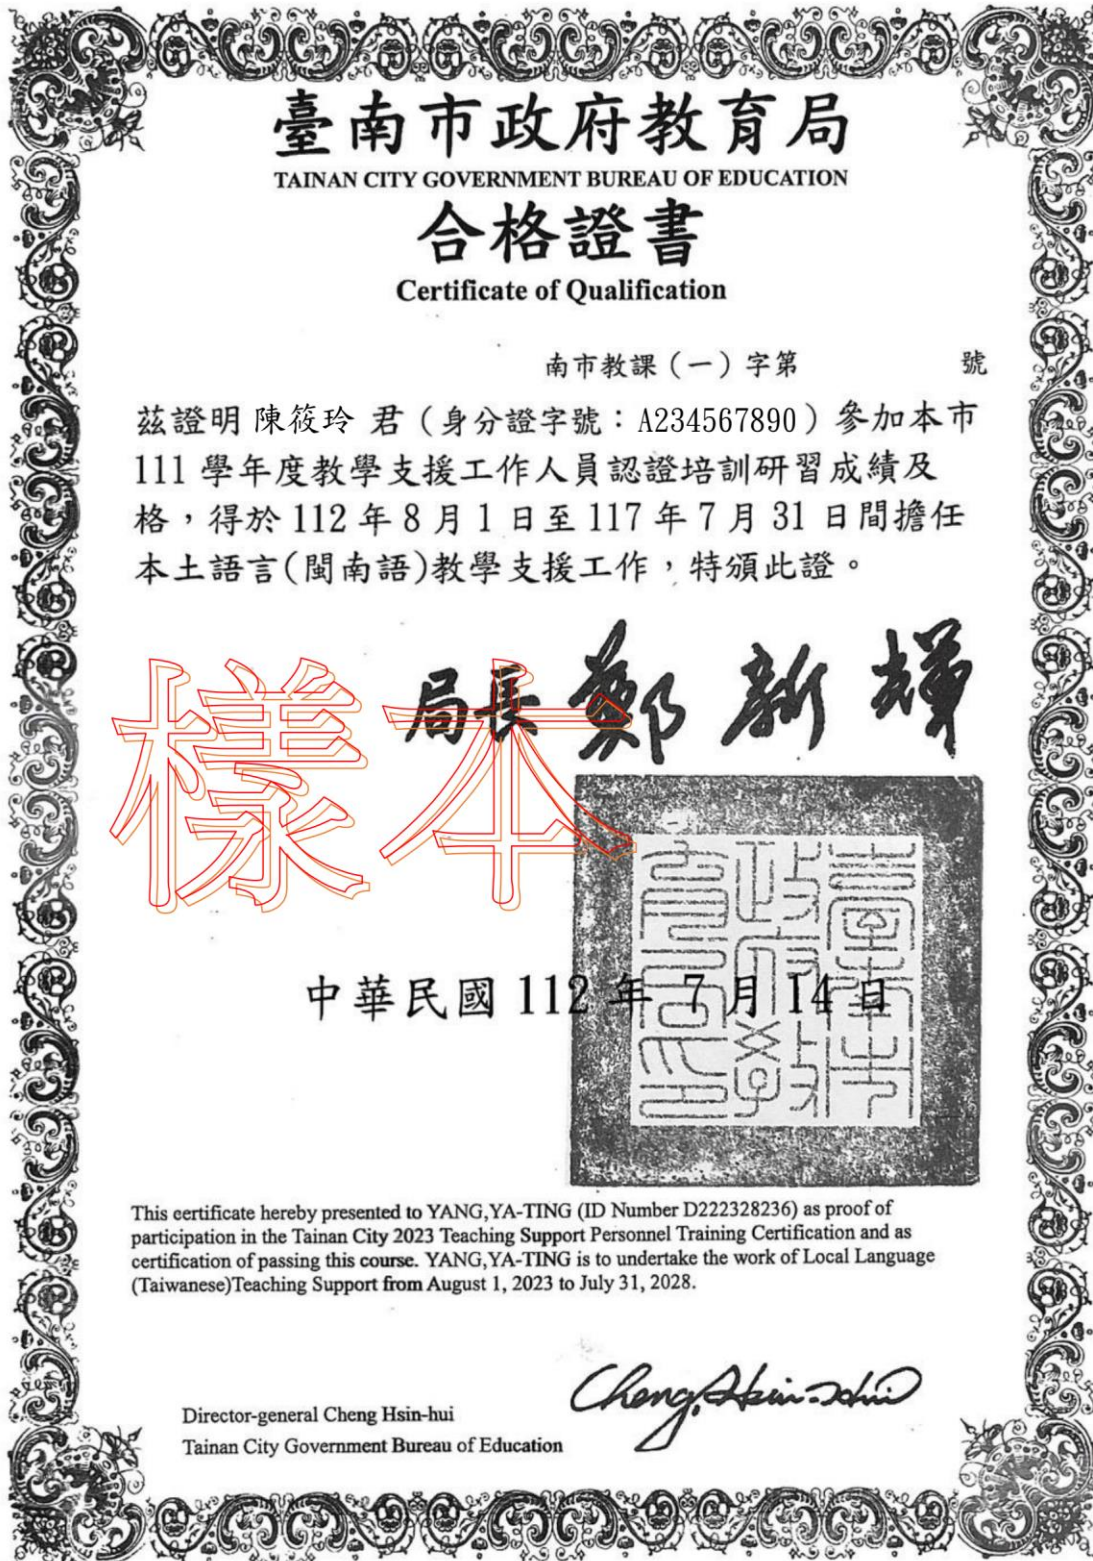 臺南市政府教育局
TAINAN CITY GOVERNMENT BUREAU OF EDUCATION
合格證書
Certificate of Qualification
南市教課（一）字第 號
茲證明 陳筱玲 君（身分證字號：A234567890）參加本市
111 學年度教學支援工作人員認證培訓研習成績及
格，得於 112 年 8 月 1 日至 117 年 7 月 31 日間擔任
本土語言(閩南語)教學支援工作，特頒此證。
局長 鄭新輝
樣本
臺南市政府教育局印
中華民國 112 年 7 月 14 日
This certificate hereby presented to YANG,YA-TING (ID Number D222328236) as proof of
participation in the Tainan City 2023 Teaching Support Personnel Training Certification and as
certification of passing this course. YANG,YA-TING is to undertake the work of Local Language
(Taiwanese)Teaching Support from August 1, 2023 to July 31, 2028.
Cheng, Hsin-hui
Director-general Cheng Hsin-hui
Tainan City Government Bureau of Education